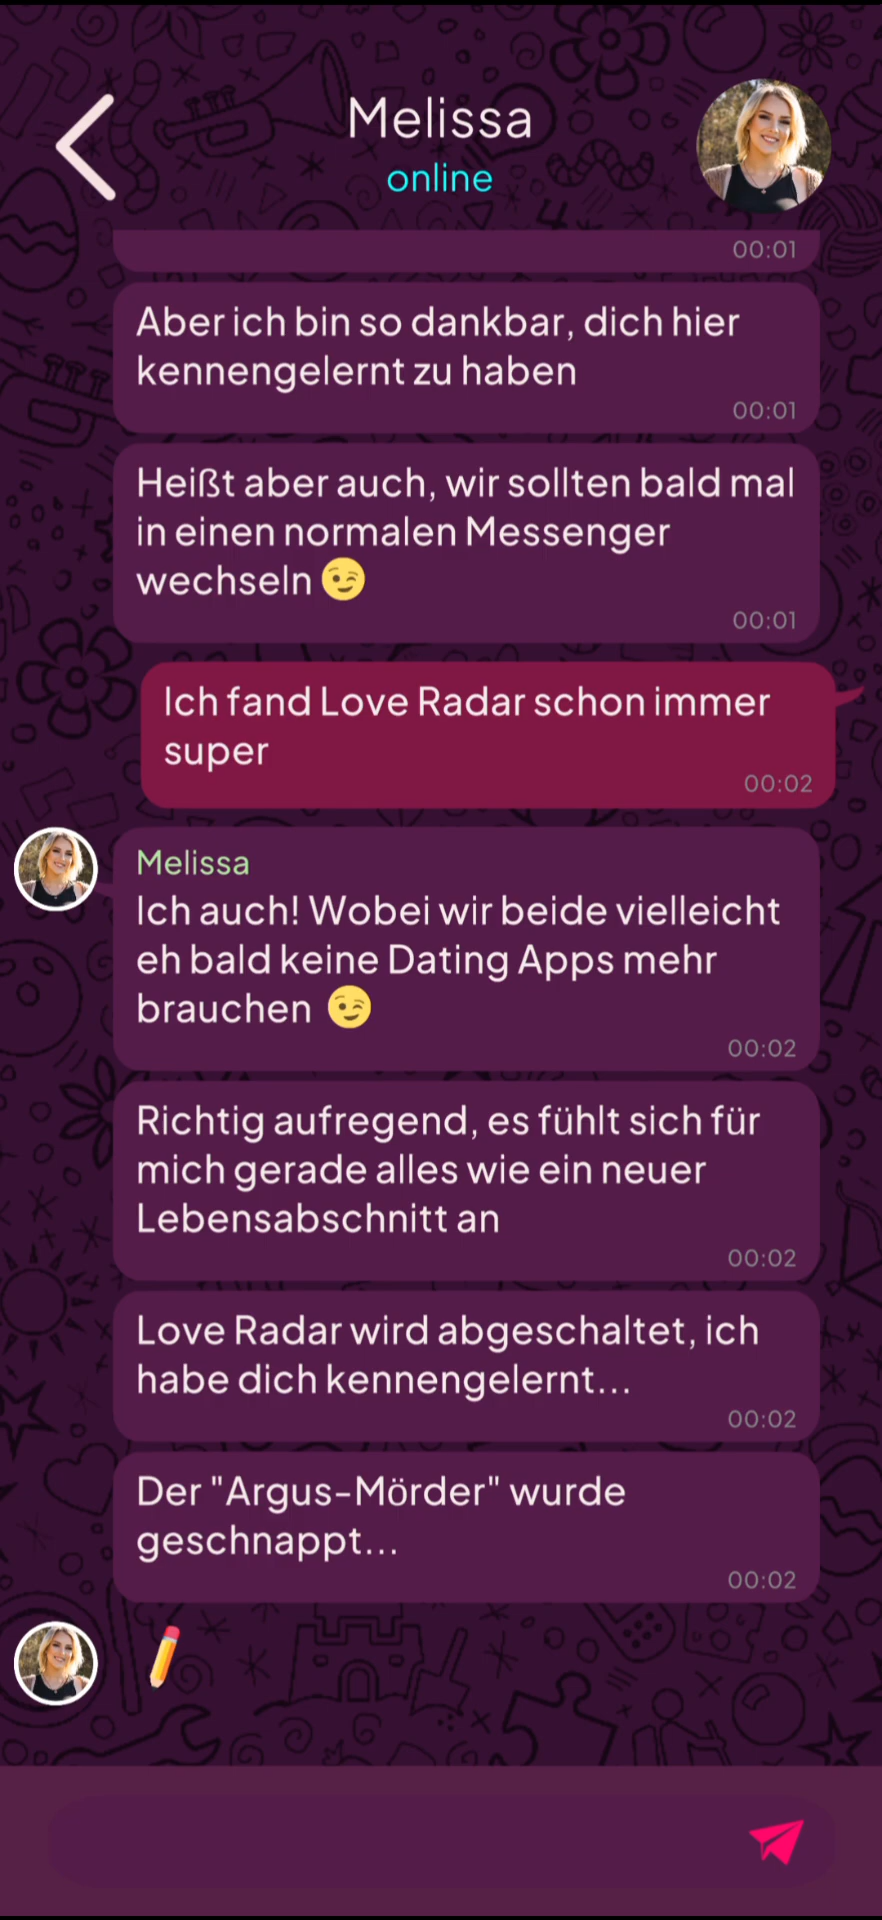 Melissa
online
00:01
Aber ich bin so dankbar, dich hier
kennengelernt zu haben
00:01
Heißt aber auch, wir sollten bald mal
in einen normalen Messenger
wechseln 😉
00:01
Ich fand Love Radar schon immer
super
00:02
Melissa
Ich auch! Wobei wir beide vielleicht
eh bald keine Dating Apps mehr
brauchen 😉
00:02
Richtig aufregend, es fühlt sich für
mich gerade alles wie ein neuer
Lebensabschnitt an
00:02
Love Radar wird abgeschaltet, ich
habe dich kennengelernt...
00:02
Der "Argus-Mörder" wurde
geschnappt...
00:02